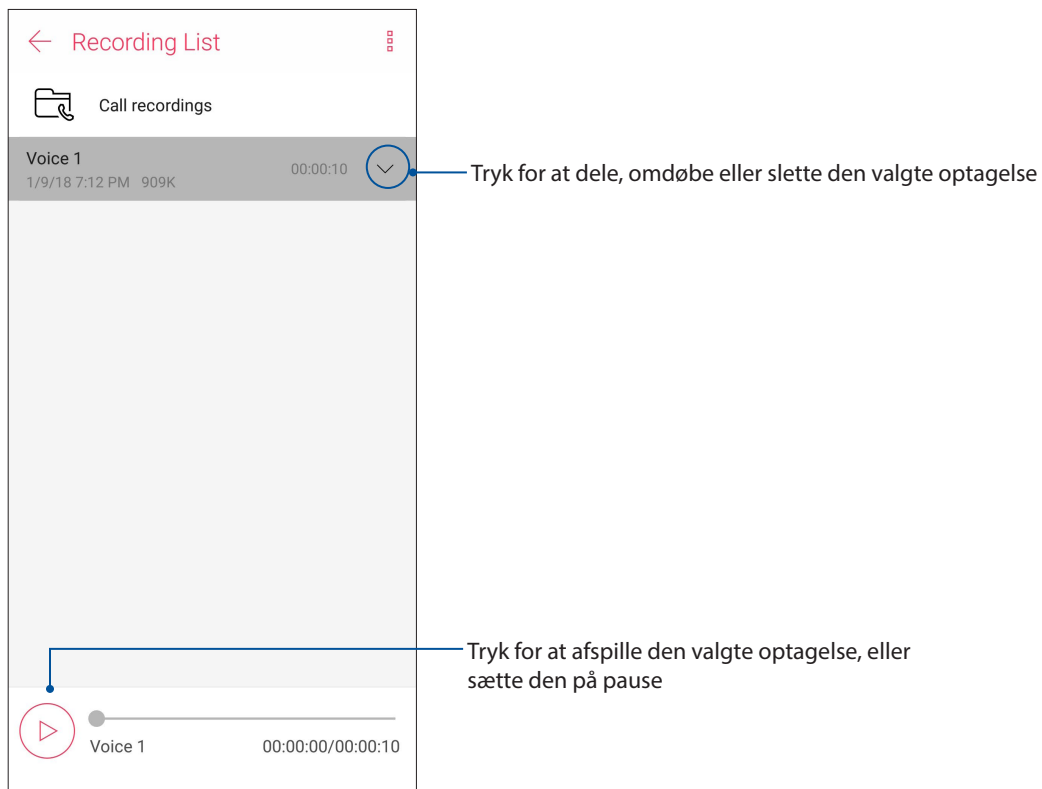 Recording List
Call recordings
Voice 1
00:00:10
1/9/18 7:12 PM 909K
Tryk for at dele, omdøbe eller slette den valgte optagelse
Tryk for at afspille den valgte optagelse, eller
sætte den på pause
Voice 1
00:00:00/00:00:10